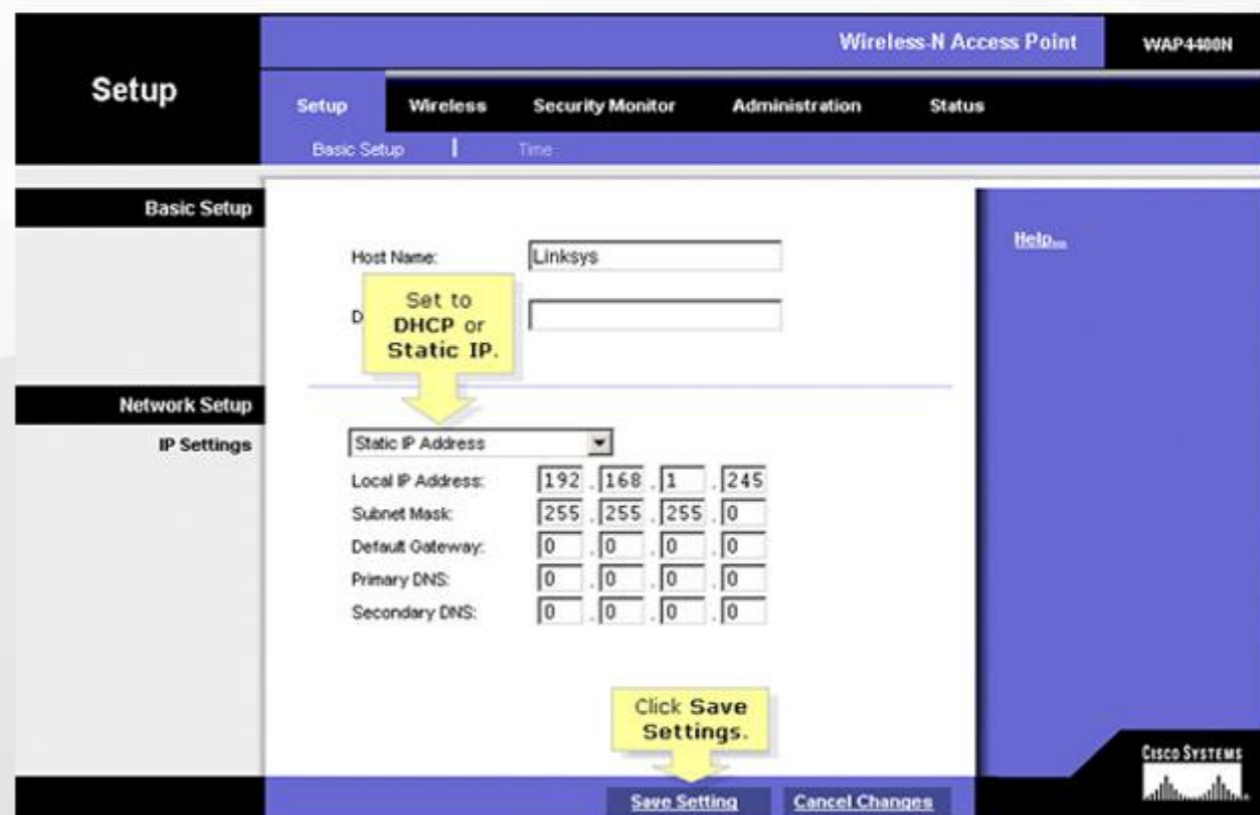 Wireless-N Access Point WAP4400N
Setup
Setup Wireless Security Monitor Administration Status
Basic Setup | Time
Basic Setup
Help...
Host Name: Linksys
Set to
DHCP or
Static IP.
D
Network Setup
IP Settings
Static IP Address
Local IP Address: 192 . 168 . 1 . 245
Subnet Mask: 255 . 255 . 255 . 0
Default Gateway: 0 . 0 . 0 . 0
Primary DNS: 0 . 0 . 0 . 0
Secondary DNS: 0 . 0 . 0 . 0
Click Save
Settings.
CISCO SYSTEMS
Save Setting Cancel Changes